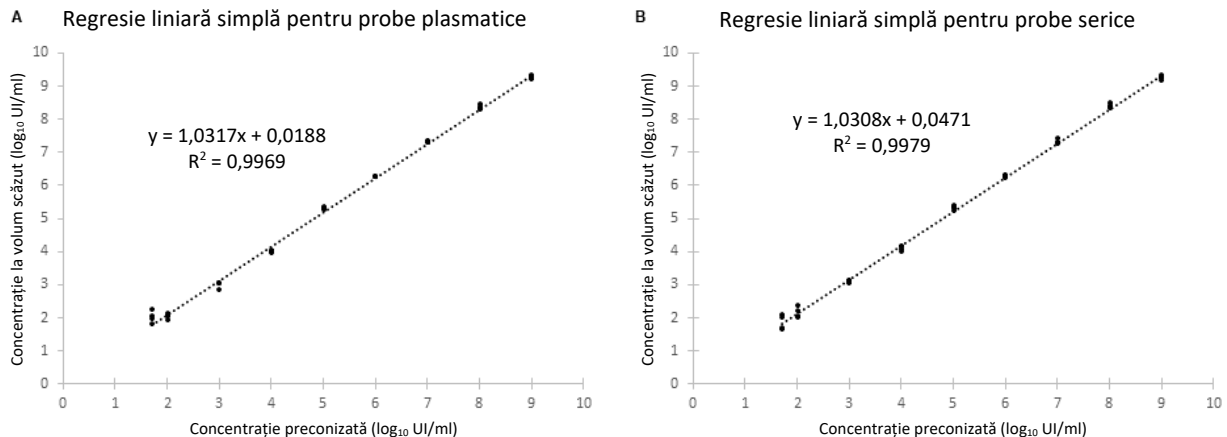 A
Regresie liniară simplă pentru probe plasmatice
Concentrație la volum scăzut (log₁₀ UI/ml)
10
9
8
7
6
5
4
3
2
1
0
y = 1,0317x + 0,0188
R² = 0,9969
0 1 2 3 4 5 6 7 8 9 10
Concentrație preconizată (log₁₀ UI/ml)
B
Regresie liniară simplă pentru probe serice
Concentrație la volum scăzut (log₁₀ UI/ml)
10
9
8
7
6
5
4
3
2
1
0
y = 1,0308x + 0,0471
R² = 0,9979
0 1 2 3 4 5 6 7 8 9 10
Concentrație preconizată (log₁₀ UI/ml)